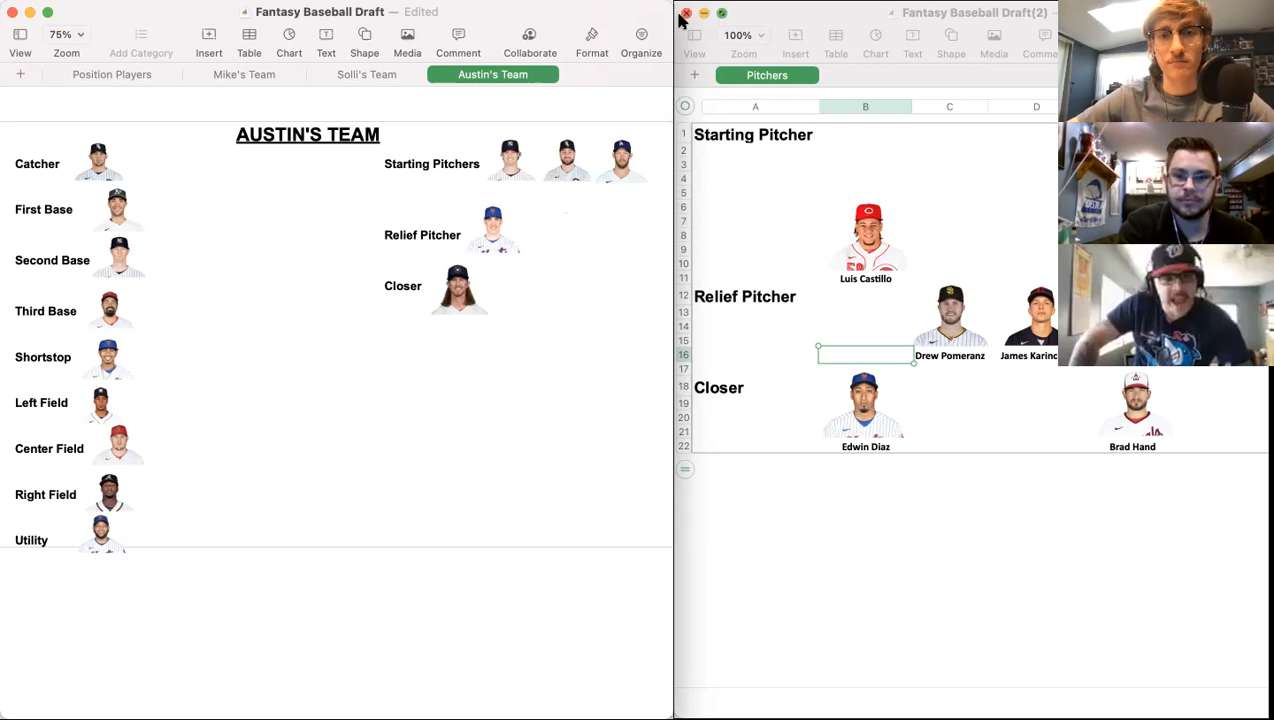 Fantasy Baseball Draft — Edited
75%
View Zoom Add Category Insert Table Chart Text Shape Media Comment Collaborate Format Organize
Position Players Mike's Team Solli's Team Austin's Team
AUSTIN'S TEAM
Catcher
First Base
Second Base
Third Base
Shortstop
Left Field
Center Field
Right Field
Utility
Starting Pitchers
Relief Pitcher
Closer
Fantasy Baseball Draft(2) —
100%
View Zoom Insert Table Chart Text Shape Media Comme
Pitchers
A B C D
1
2
3
4
5
6
7
8
9
10
11
12
13
14
15
16
17
18
19
20
21
22
Starting Pitcher
Luis Castillo
Relief Pitcher
Drew Pomeranz James Karinc
Closer
Edwin Diaz Brad Hand